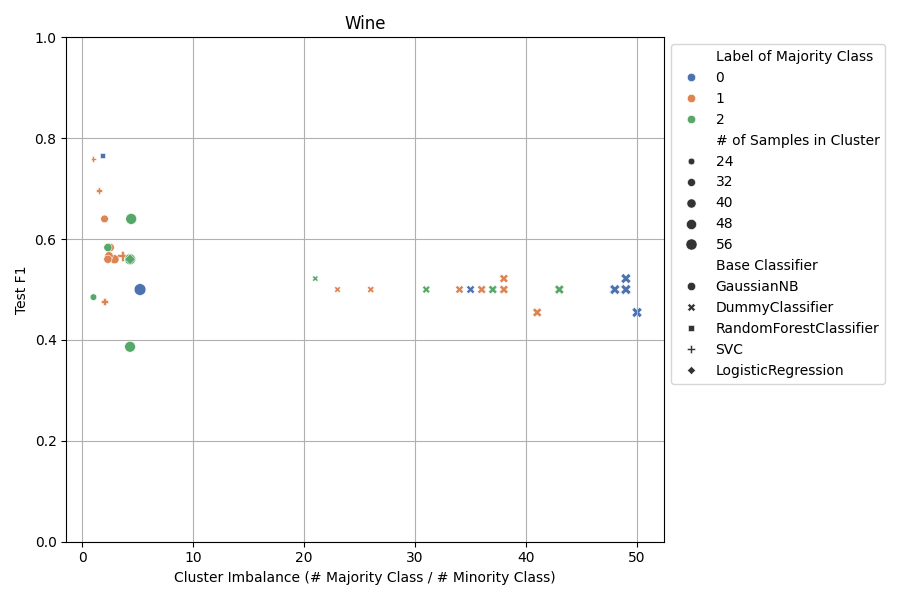 Wine
Test F1
1.0
0.8
0.6
0.4
0.2
0.0
0
10
20
30
40
50
Cluster Imbalance (# Majority Class / # Minority Class)
Label of Majority Class
0
1
2
# of Samples in Cluster
24
32
40
48
56
Base Classifier
GaussianNB
DummyClassifier
RandomForestClassifier
SVC
LogisticRegression